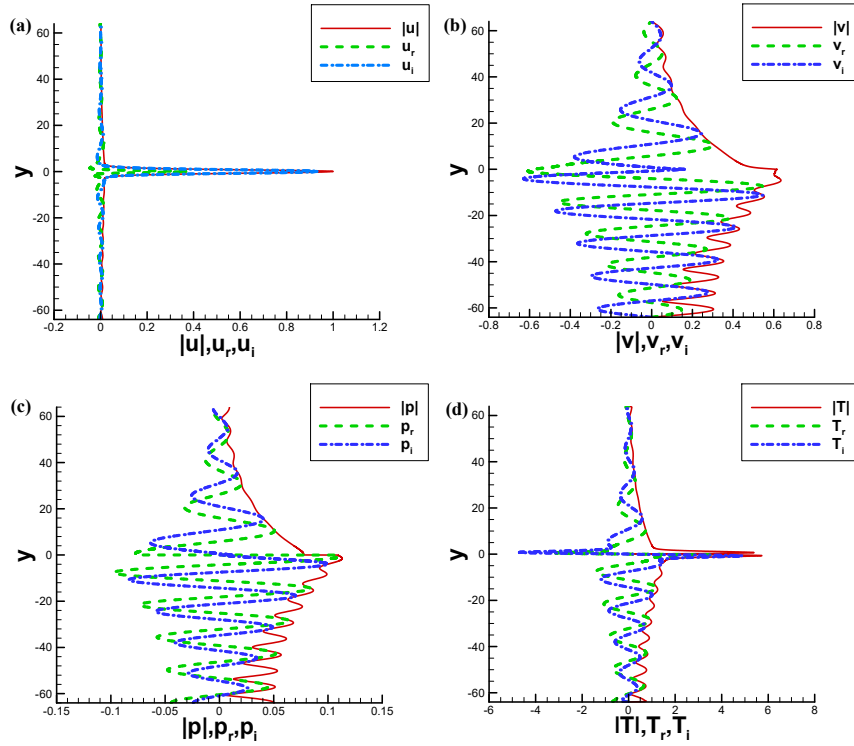 (a)
|u|
u_r
u_i
y
60
40
20
0
-20
-40
-60
-0.2 0 0.2 0.4 0.6 0.8 1 1.2
|u|,u_r,u_i
(b)
|v|
v_r
v_i
y
60
40
20
0
-20
-40
-60
-0.8 -0.6 -0.4 -0.2 0 0.2 0.4 0.6 0.8
|v|,v_r,v_i
(c)
|p|
p_r
p_i
y
60
40
20
0
-20
-40
-60
-0.15 -0.1 -0.05 0 0.05 0.1 0.15
|p|,p_r,p_i
(d)
|T|
T_r
T_i
y
60
40
20
0
-20
-40
-60
-6 -4 -2 0 2 4 6 8
|T|,T_r,T_i